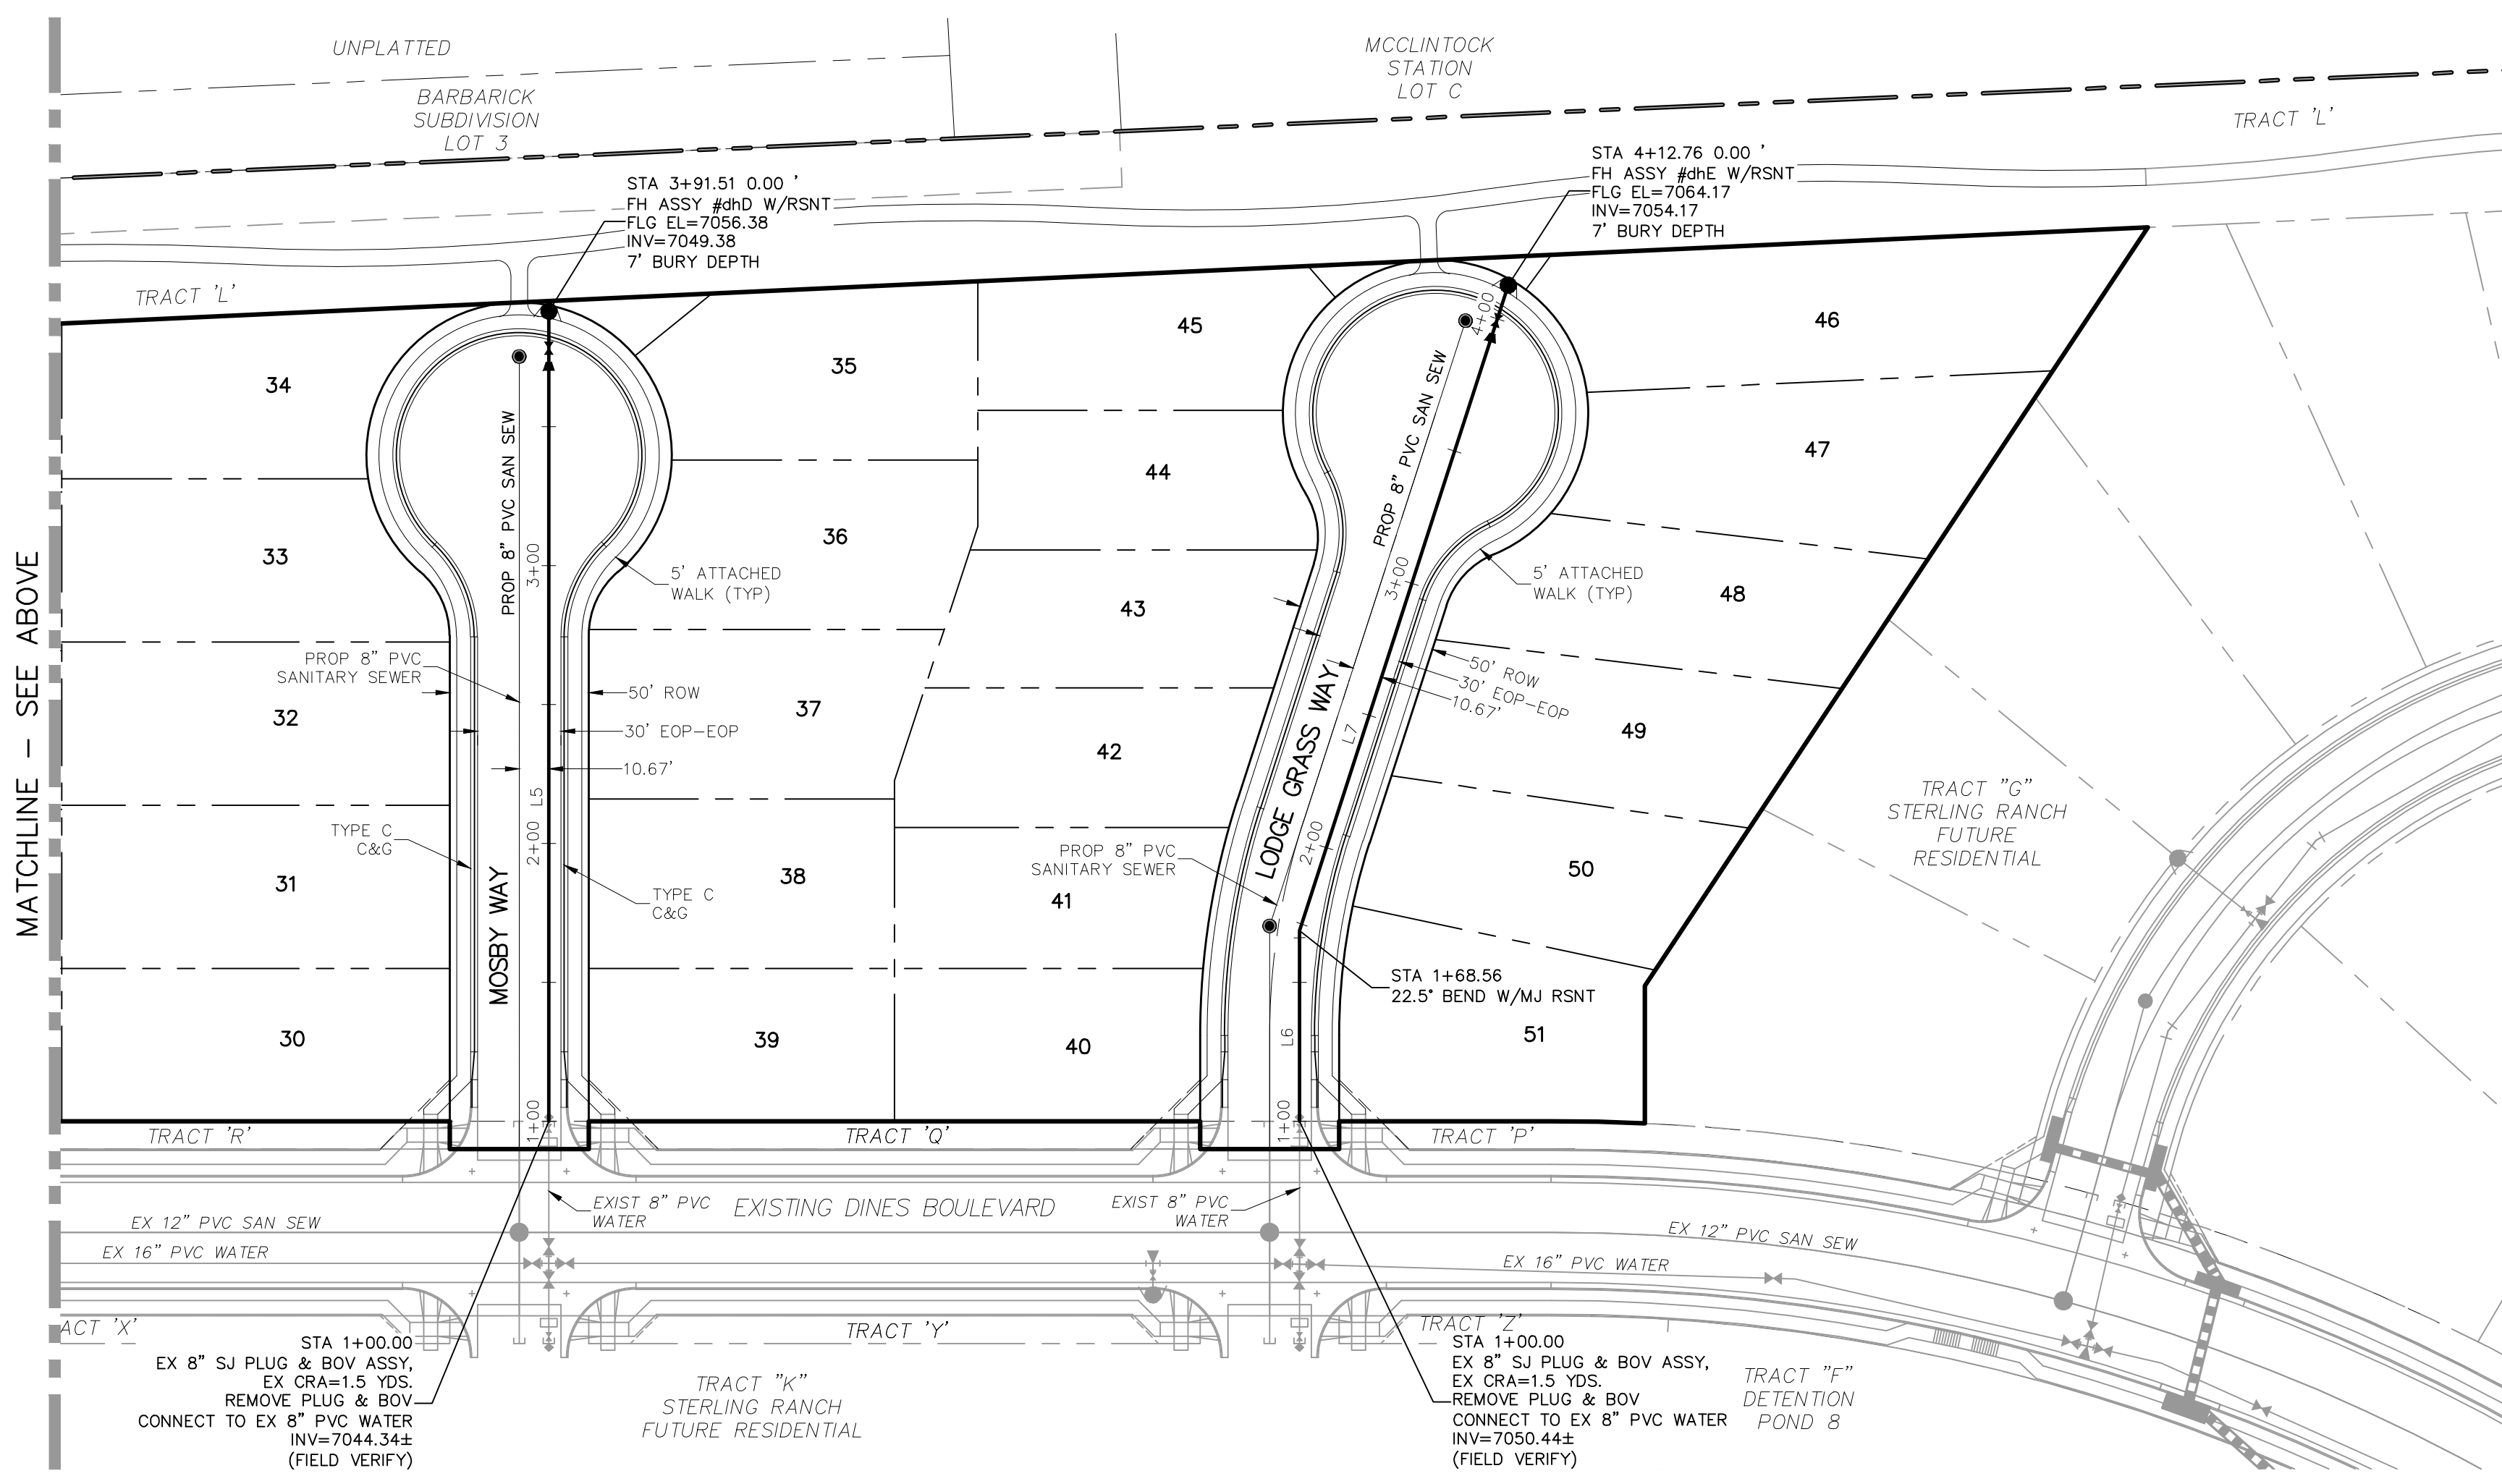 UNPLATTED
BARBARICK
SUBDIVISION
LOT 3
MCCLINTOCK
STATION
LOT C
TRACT 'L'
STA 3+91.51 0.00 '
FH ASSY #dhD W/RSNT
FLG EL=7056.38
INV=7049.38
7' BURY DEPTH
STA 4+12.76 0.00 '
FH ASSY #dhE W/RSNT
FLG EL=7064.17
INV=7054.17
7' BURY DEPTH
TRACT 'L'
MATCHLINE – SEE ABOVE
34
33
32
31
30
35
36
37
38
39
45
44
43
42
41
40
46
47
48
49
50
51
PROP 8" PVC SAN SEW
3+00
5' ATTACHED
WALK (TYP)
PROP 8" PVC
SANITARY SEWER
50' ROW
30' EOP–EOP
10.67'
L5
2+00
TYPE C
C&G
TYPE C
C&G
MOSBY WAY
1+00
4+00
PROP 8" PVC SAN SEW
3+00
5' ATTACHED
WALK (TYP)
50' ROW
30' EOP–EOP
10.67'
L7
LODGE GRASS WAY
2+00
PROP 8" PVC
SANITARY SEWER
STA 1+68.56
22.5° BEND W/MJ RSNT
L6
1+00
TRACT "G"
STERLING RANCH
FUTURE
RESIDENTIAL
TRACT 'R'
TRACT 'Q'
TRACT 'P'
EXIST 8" PVC
WATER
EXISTING DINES BOULEVARD
EXIST 8" PVC
WATER
EX 12" PVC SAN SEW
EX 16" PVC WATER
EX 12" PVC SAN SEW
EX 16" PVC WATER
ACT 'X'
TRACT 'Y'
TRACT 'Z'
STA 1+00.00
EX 8" SJ PLUG & BOV ASSY,
EX CRA=1.5 YDS.
REMOVE PLUG & BOV
CONNECT TO EX 8" PVC WATER
INV=7044.34±
(FIELD VERIFY)
TRACT "K"
STERLING RANCH
FUTURE RESIDENTIAL
STA 1+00.00
EX 8" SJ PLUG & BOV ASSY,
EX CRA=1.5 YDS.
REMOVE PLUG & BOV
CONNECT TO EX 8" PVC WATER
INV=7050.44±
(FIELD VERIFY)
TRACT "F"
DETENTION
POND 8